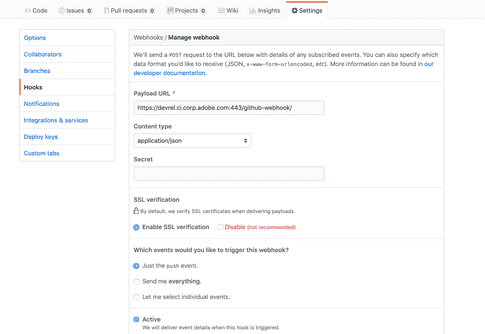 Code Issues 0 Pull requests 0 Projects 0 Wiki Insights Settings
Options
Collaborators
Branches
Hooks
Notifications
Integrations & services
Deploy keys
Custom tabs
Webhooks / Manage webhook
We'll send a POST request to the URL below with details of any subscribed events. You can also specify
which data format you'd like to receive (JSON, x-www-form-urlencoded, etc). More information can be found in our
developer documentation.
Payload URL *
https://devrel.ci.corp.adobe.com:443/github-webhook/
Content type
application/json
Secret
SSL verification
By default, we verify SSL certificates when delivering payloads.
Enable SSL verification Disable (not recommended)
Which events would you like to trigger this webhook?
Just the push event.
Send me everything.
Let me select individual events.
Active
We will deliver event details when this hook is triggered.